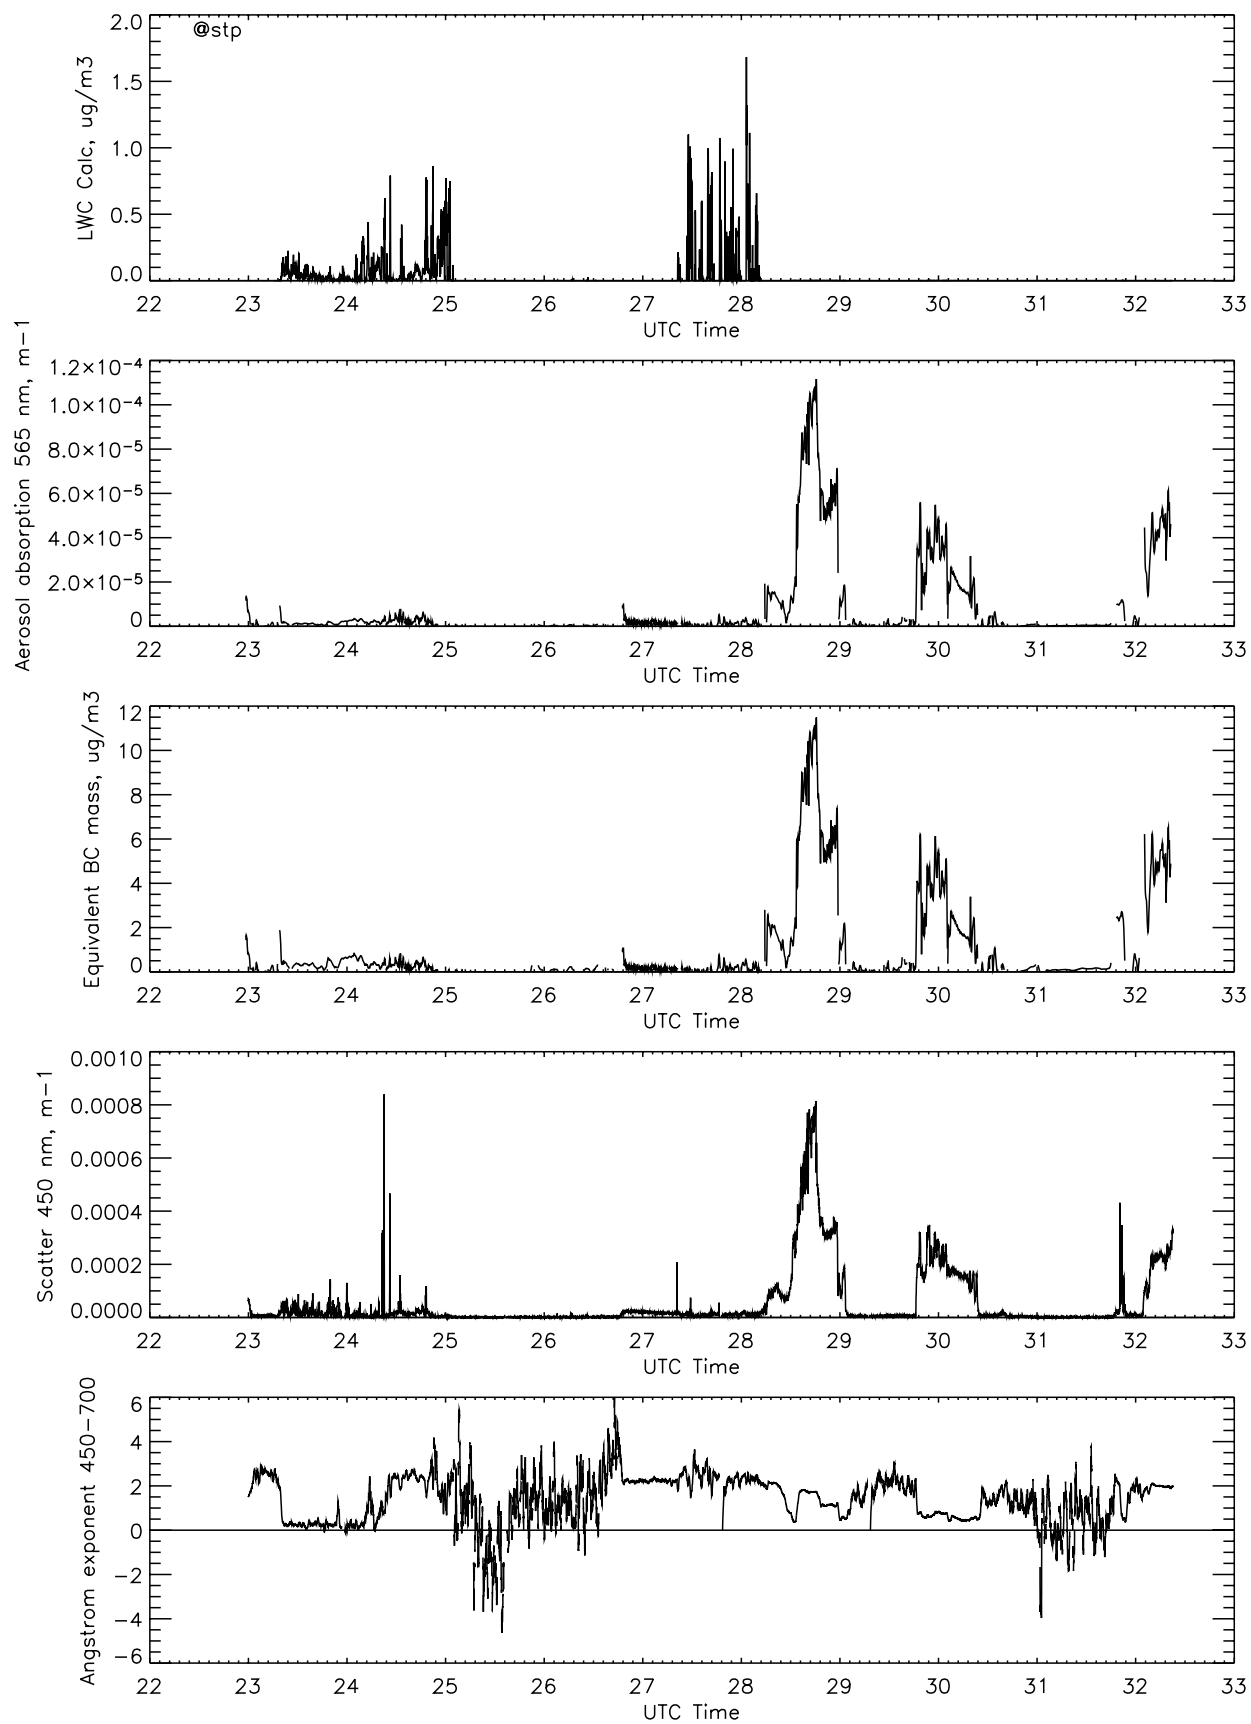 @stp
LWC Calc, ug/m3
2.0
1.5
1.0
0.5
0.0
22 23 24 25 26 27 28 29 30 31 32 33
UTC Time
Aerosol absorption 565 nm, m−1
1.2×10⁻⁴
1.0×10⁻⁴
8.0×10⁻⁵
6.0×10⁻⁵
4.0×10⁻⁵
2.0×10⁻⁵
0
22 23 24 25 26 27 28 29 30 31 32 33
UTC Time
Equivalent BC mass, ug/m3
12
10
8
6
4
2
0
22 23 24 25 26 27 28 29 30 31 32 33
UTC Time
Scatter 450 nm, m−1
0.0010
0.0008
0.0006
0.0004
0.0002
0.0000
22 23 24 25 26 27 28 29 30 31 32 33
UTC Time
Angstrom exponent 450−700
6
4
2
0
−2
−4
−6
22 23 24 25 26 27 28 29 30 31 32 33
UTC Time